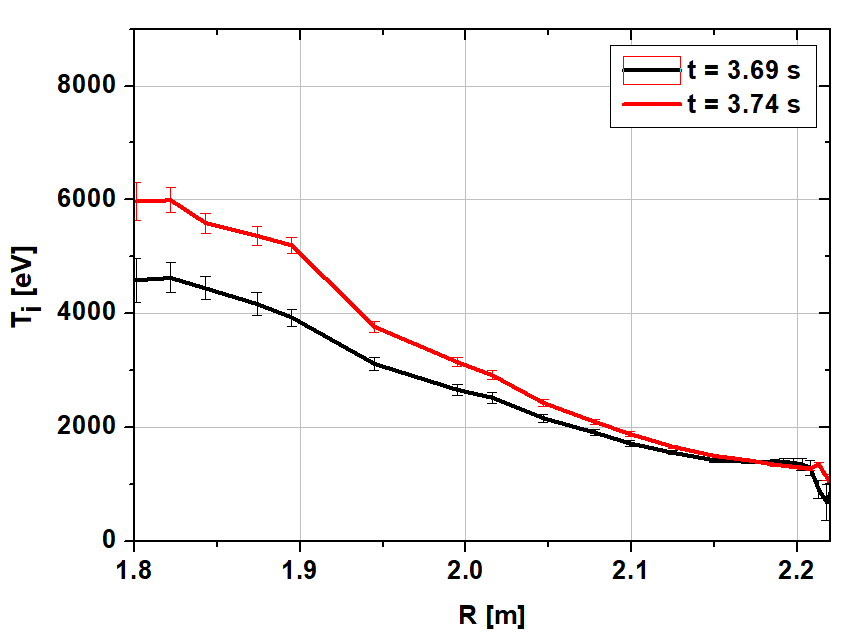 t = 3.69 s
t = 3.74 s
8000
6000
4000
2000
0
Ti [eV]
1.8 1.9 2.0 2.1 2.2
R [m]